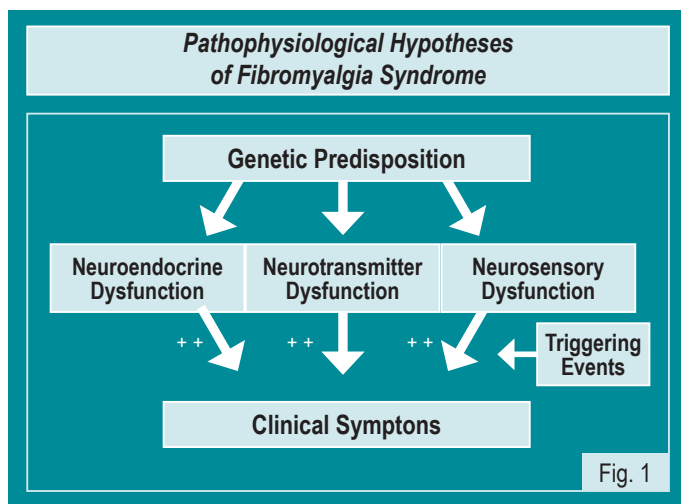 Pathophysiological Hypotheses
of Fibromyalgia Syndrome
Genetic Predisposition
Neuroendocrine
Dysfunction
Neurotransmitter
Dysfunction
Neurosensory
Dysfunction
+ +
+ +
+ +
Triggering
Events
Clinical Symptons
Fig. 1